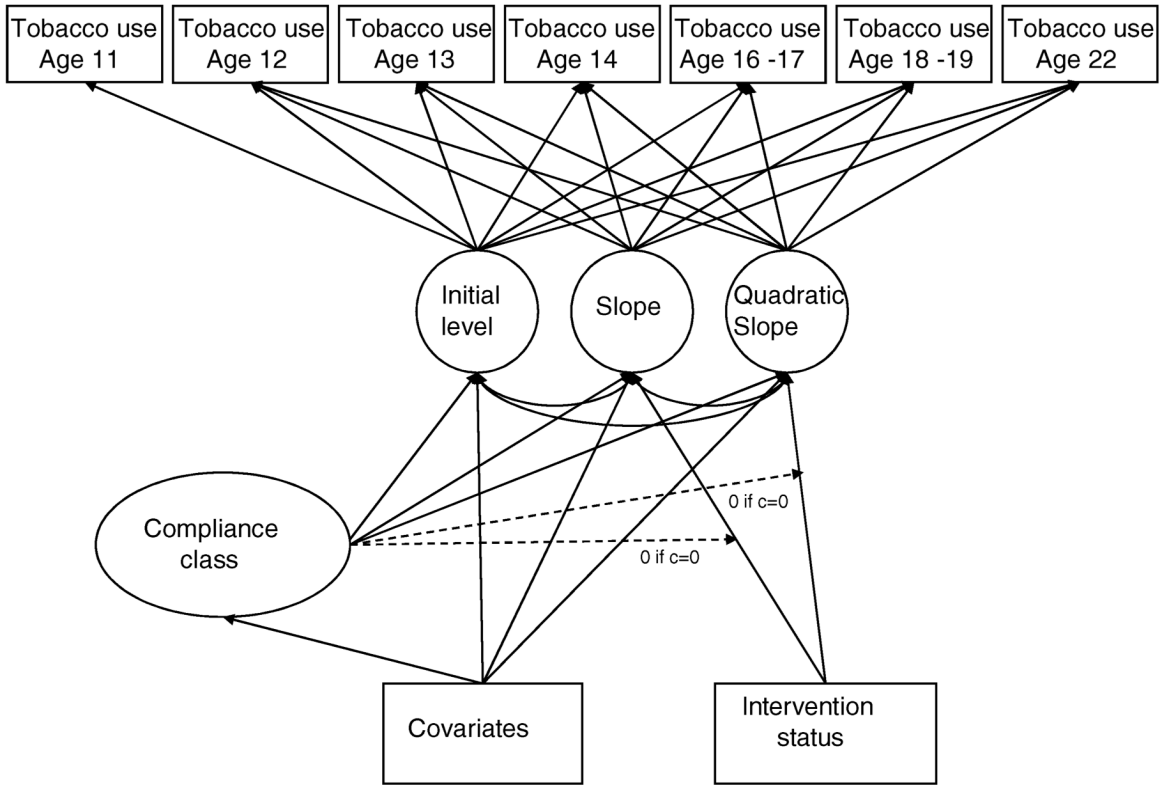 Tobacco use
Age 11
Tobacco use
Age 12
Tobacco use
Age 13
Tobacco use
Age 14
Tobacco use
Age 16 -17
Tobacco use
Age 18 -19
Tobacco use
Age 22
Initial
level
Slope
Quadratic
Slope
0 if c=0
0 if c=0
Compliance
class
Covariates
Intervention
status